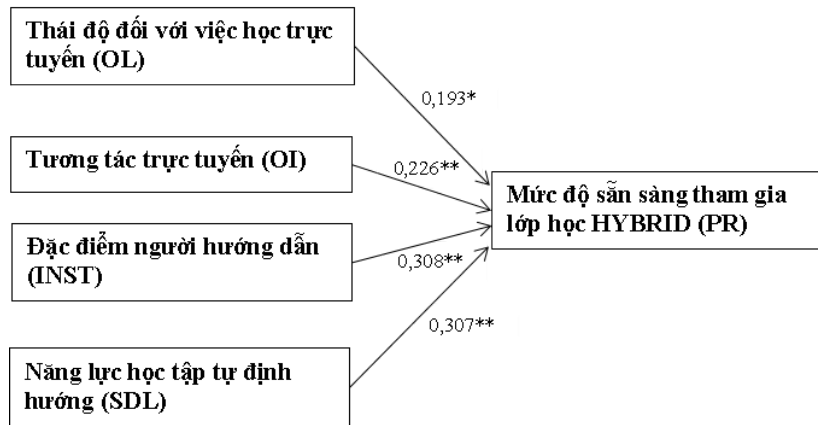 Thái độ đối với việc học trực
tuyến (OL)
0,193*
Tương tác trực tuyến (OI)
0,226**
Mức độ sẵn sàng tham gia
lớp học HYBRID (PR)
Đặc điểm người hướng dẫn
(INST)
0,308**
0,307**
Năng lực học tập tự định
hướng (SDL)